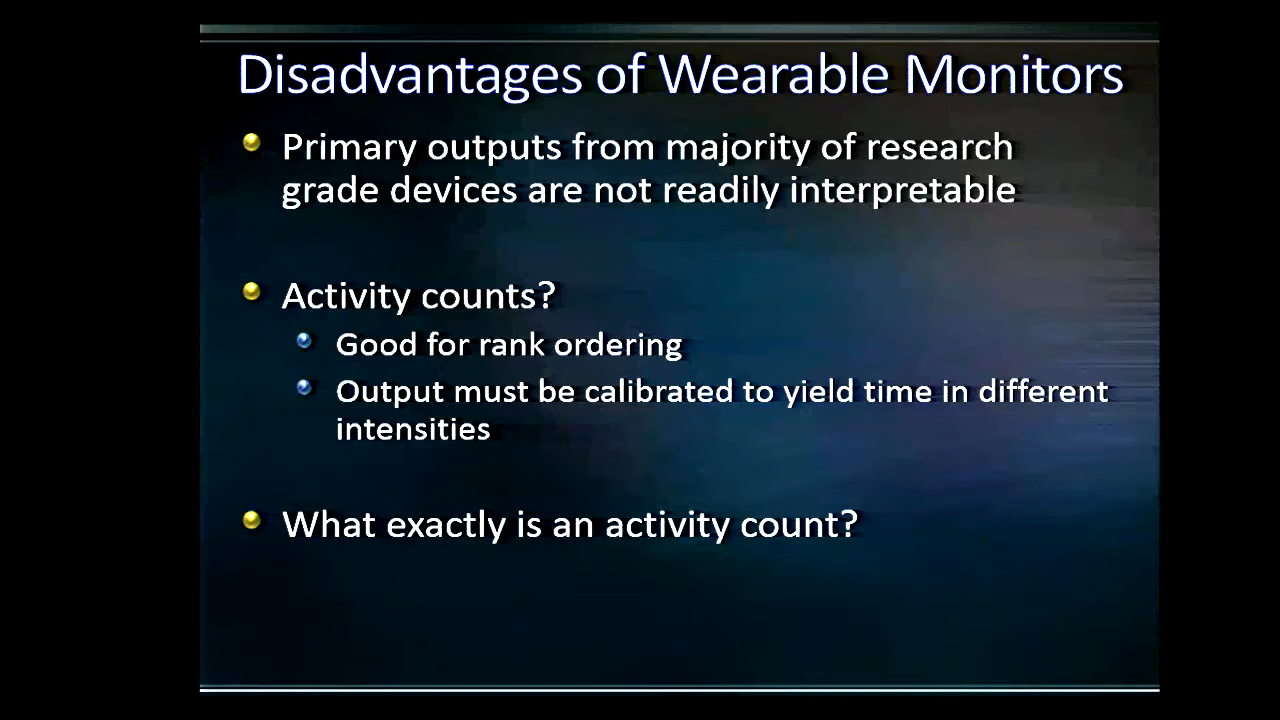 Disadvantages of Wearable Monitors
Primary outputs from majority of research
grade devices are not readily interpretable
Activity counts?
Good for rank ordering
Output must be calibrated to yield time in different
intensities
What exactly is an activity count?